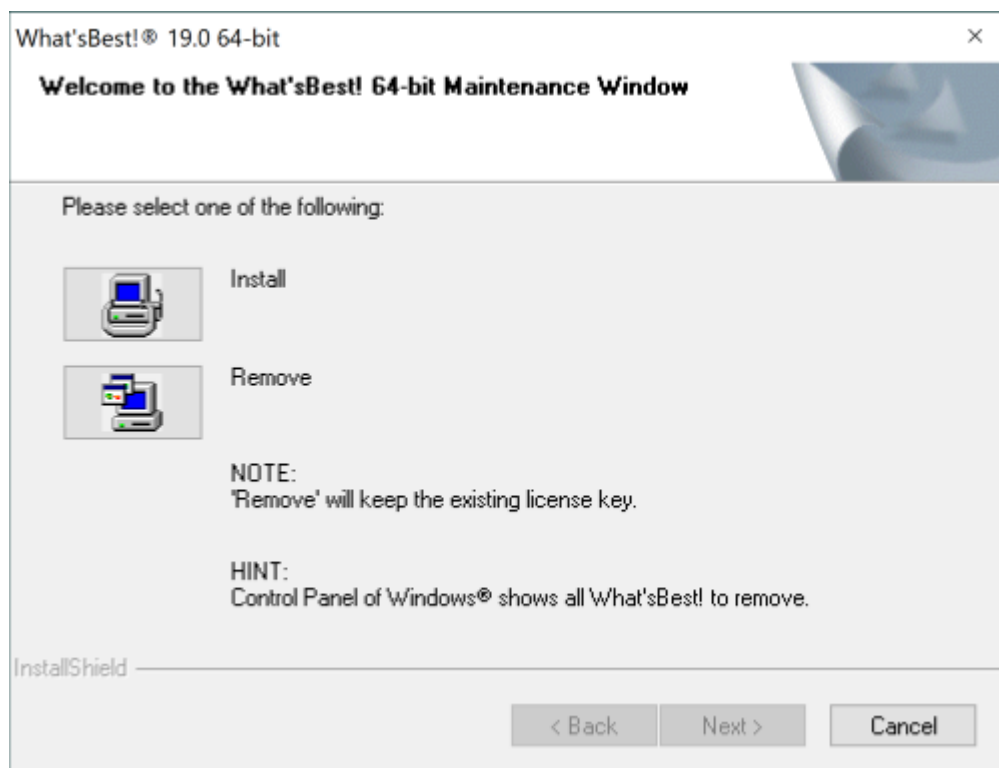 What'sBest!® 19.0 64-bit
Welcome to the What'sBest! 64-bit Maintenance Window
Please select one of the following:
Install
Remove
NOTE:
'Remove' will keep the existing license key.
HINT:
Control Panel of Windows® shows all What'sBest! to remove.
InstallShield
< Back Next > Cancel